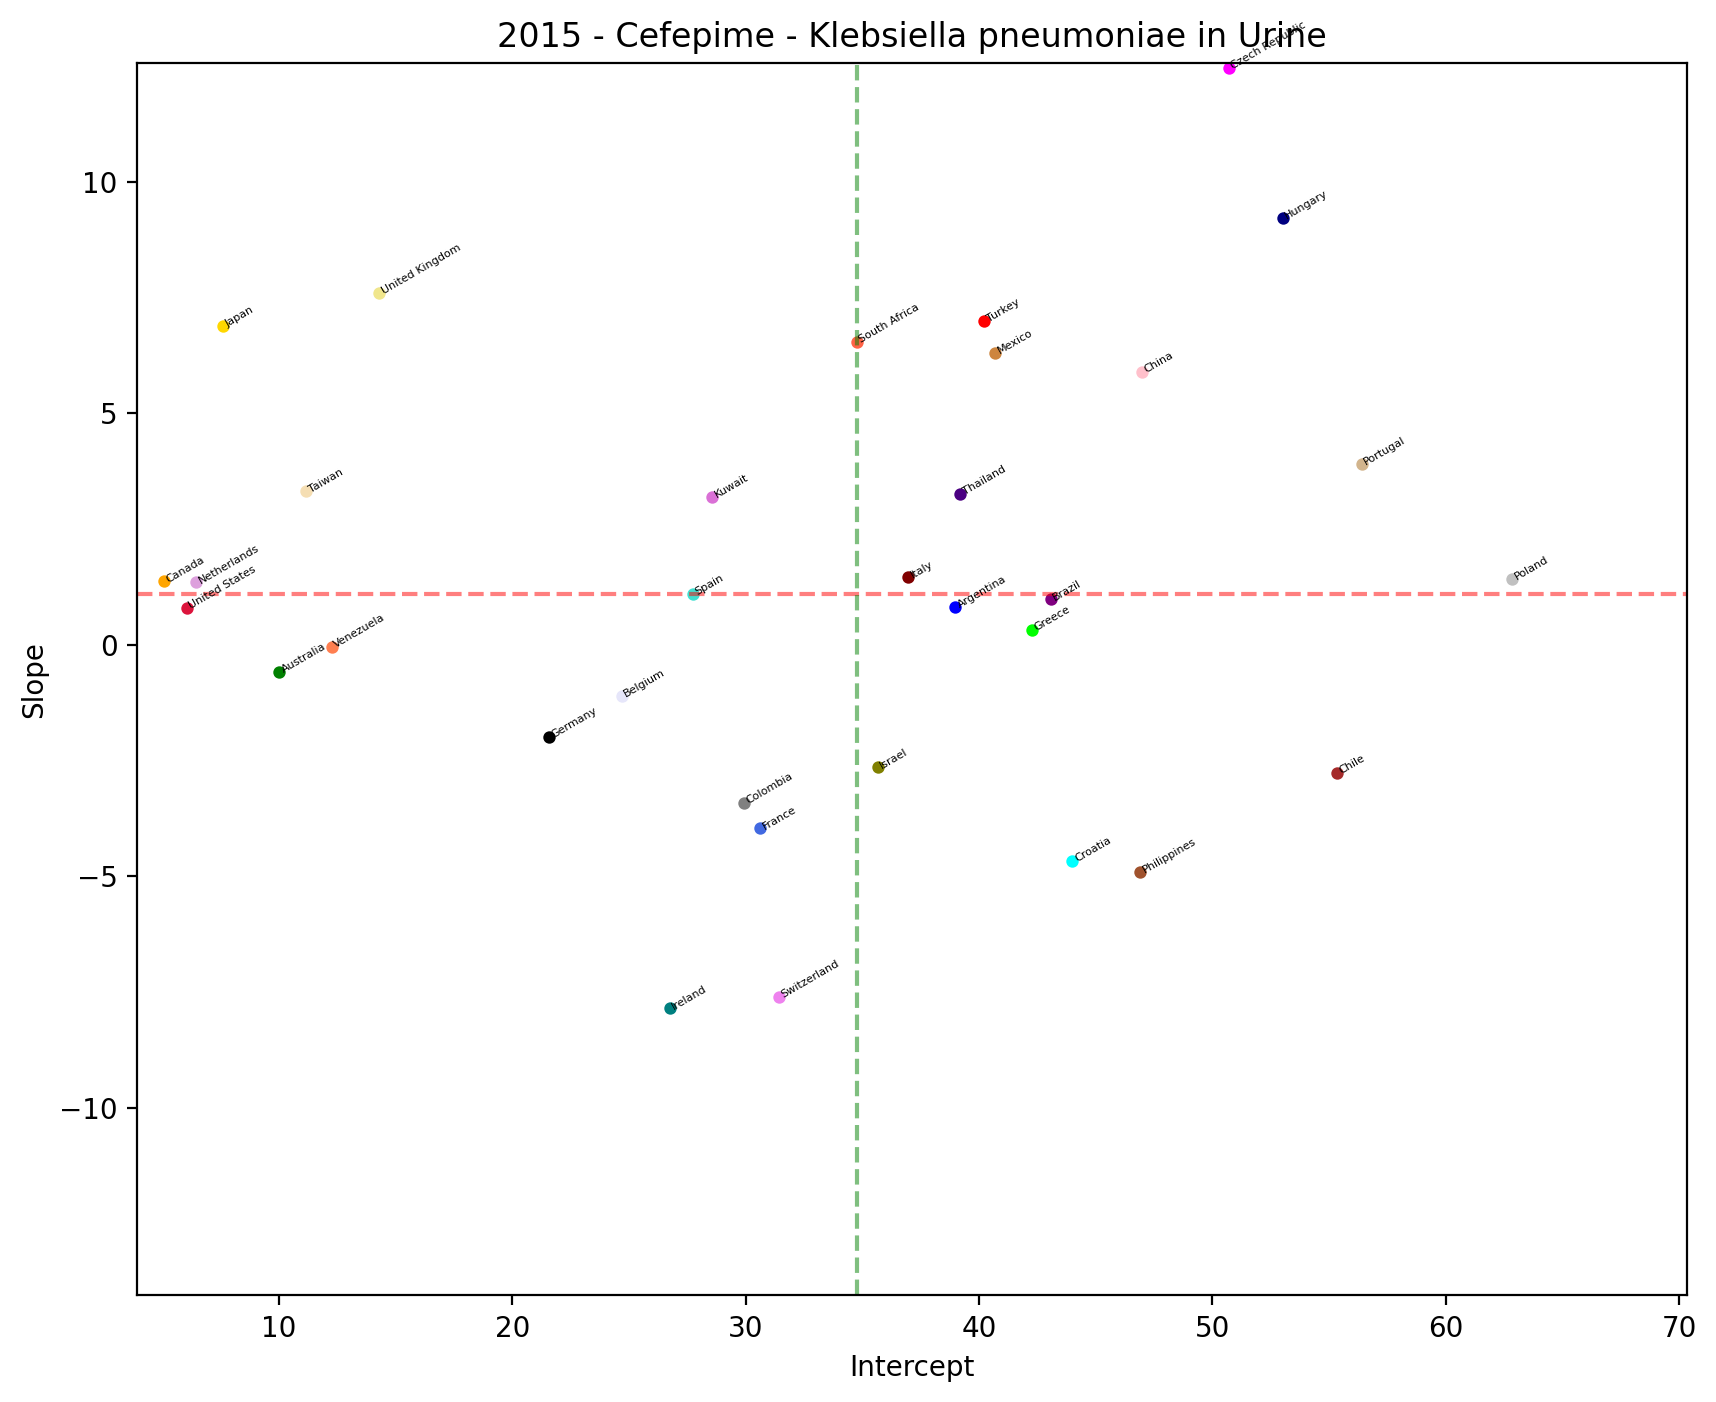 2015 - Cefepime - Klebsiella pneumoniae in Urine
Czech Republic
Hungary
United Kingdom
Japan
South Africa
Turkey
Mexico
China
Portugal
Taiwan
Kuwait
Thailand
Canada
Netherlands
United States
Spain
Italy
Argentina
Brazil
Greece
Poland
Venezuela
Australia
Belgium
Germany
Israel
Chile
Colombia
France
Croatia
Philippines
Switzerland
Ireland
10
5
0
−5
−10
Slope
10 20 30 40 50 60 70
Intercept